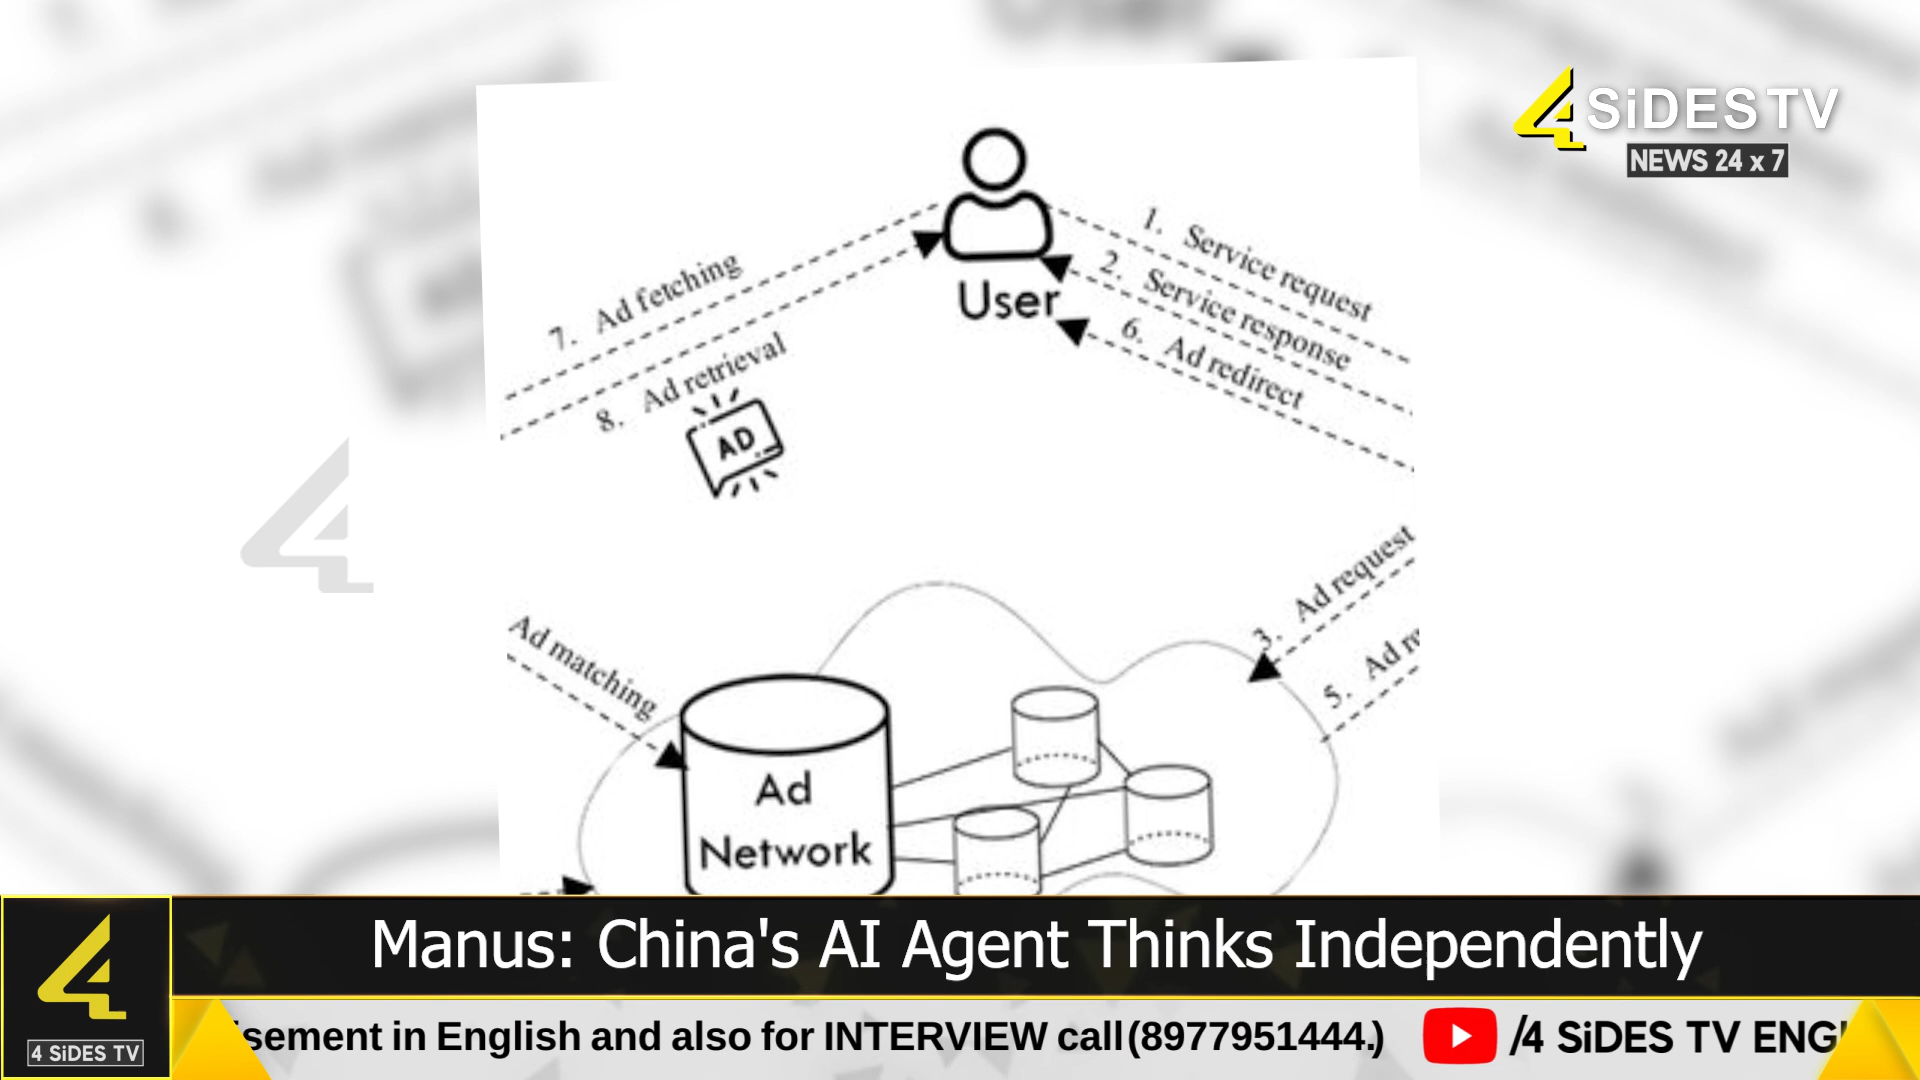 4 SiDES TV
NEWS 24 x 7
User
1. Service request
2. Service response
6. Ad redirect
7. Ad fetching
8. Ad retrieval
AD
3. Ad request
5. Ad
Ad matching
Ad
Network
Manus: China's AI Agent Thinks Independently
4 SiDES TV
sement in English and also for INTERVIEW call (8977951444.) /4 SiDES TV ENG